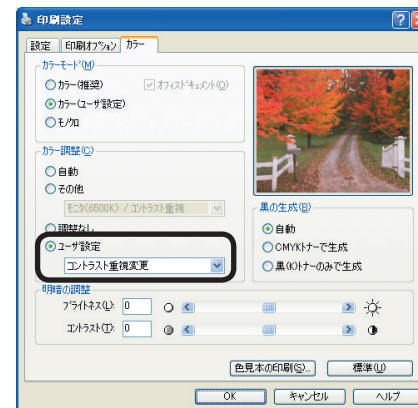 印刷設定
設定 印刷オプション カラー
カラーモード(M)
カラー(推奨) オフィスドキュメント(O)
カラー(ユーザ設定)
モノクロ
カラー調整(C)
自動
その他
モニタ(6500K) / コントラスト重視
調整なし
ユーザ設定
コントラスト重視変更
黒の生成(B)
自動
CMYKトナーで生成
黒(K)トナーのみで生成
明暗の調整
ブライトネス(L): 0
コントラスト(T): 0
色見本の印刷(S)... 標準(U)
OK キャンセル ヘルプ